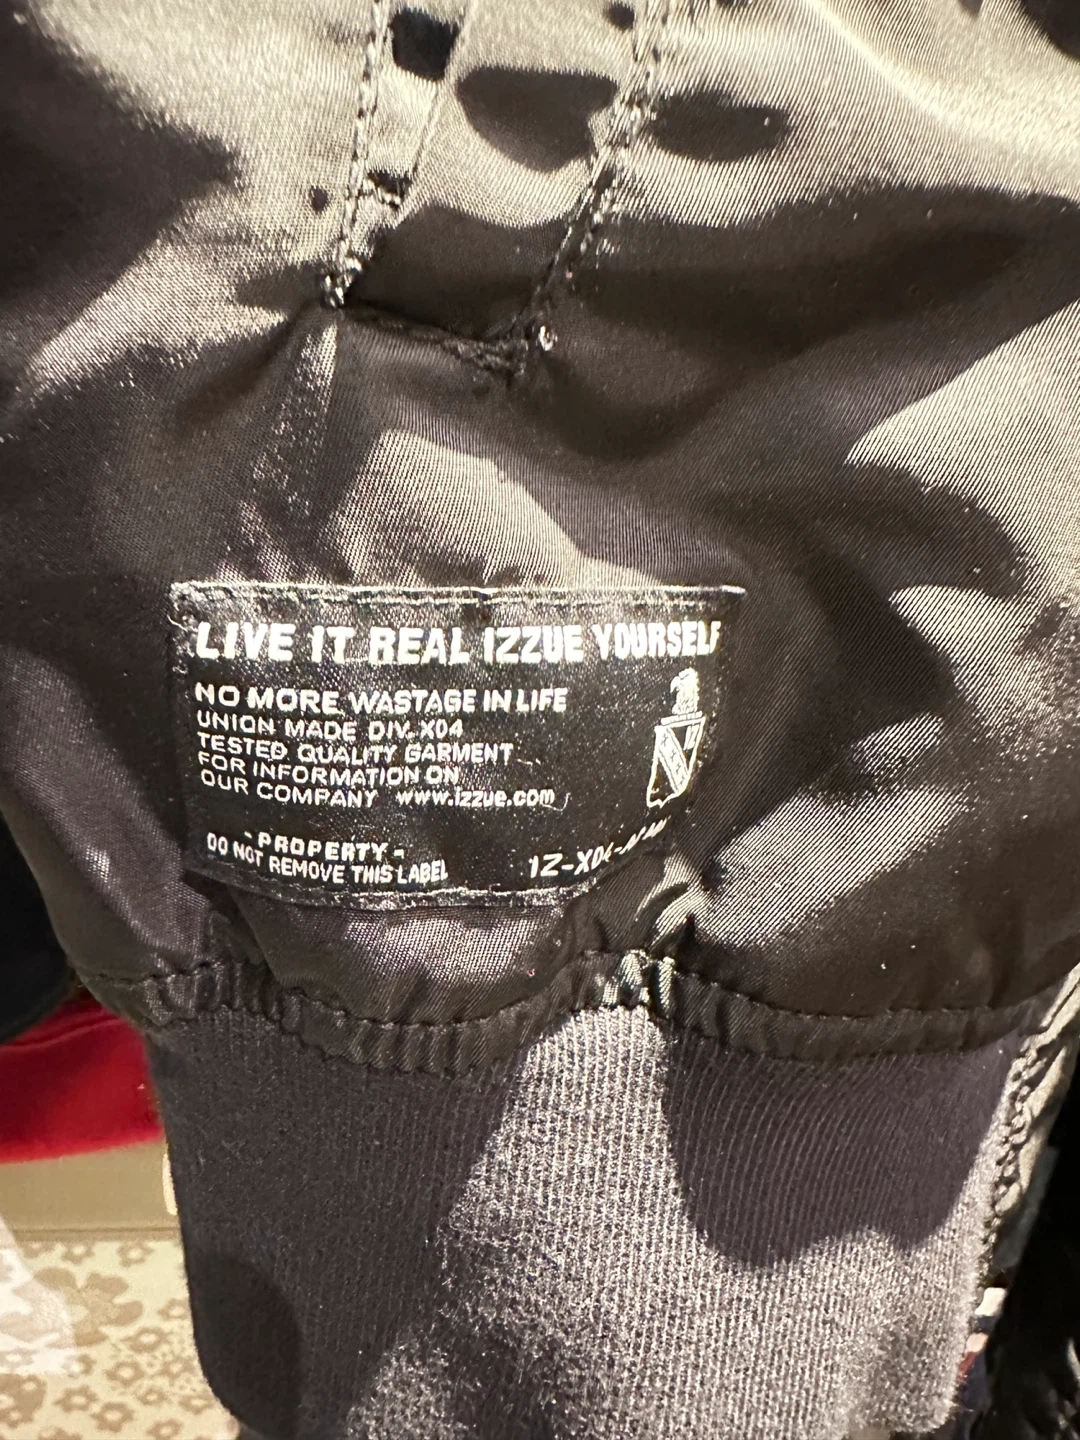 LIVE IT REAL IZZUE YOURSELF
NO MORE WASTAGE IN LIFE
UNION MADE DIV. X04
TESTED QUALITY GARMENT
FOR INFORMATION ON
OUR COMPANY www.izzue.com
- PROPERTY -
DO NOT REMOVE THIS LABEL